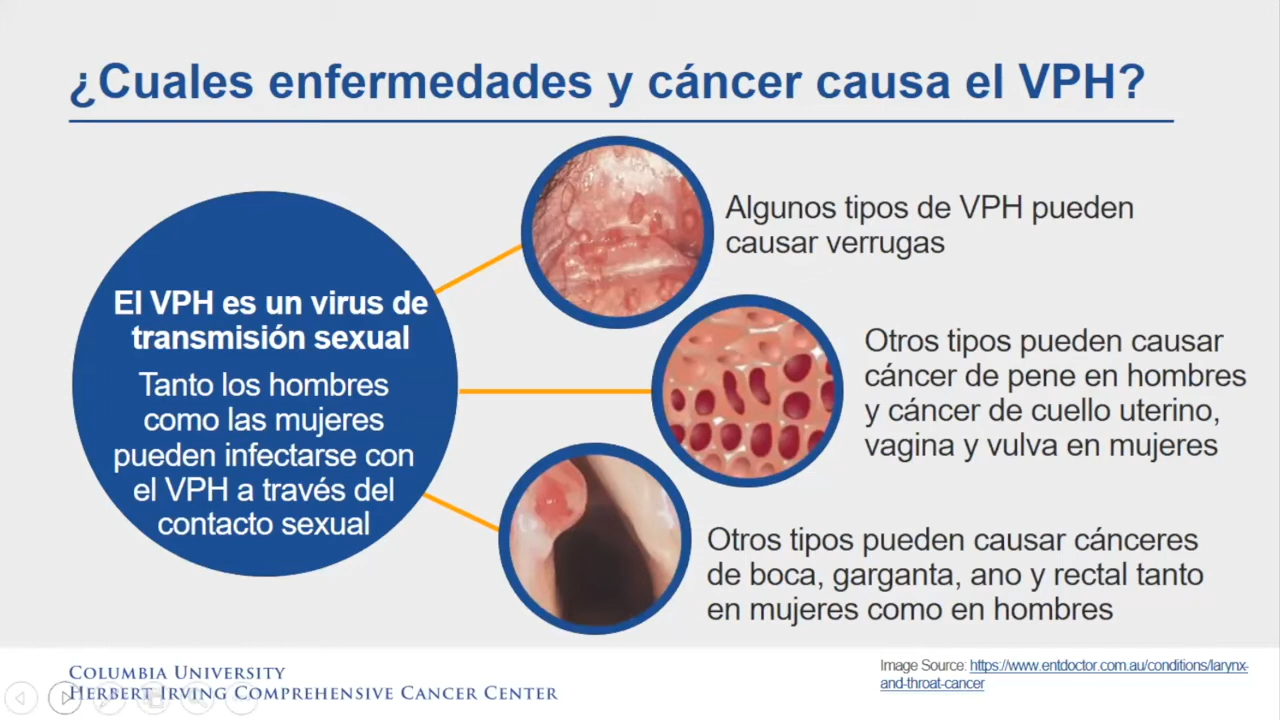 ¿Cuales enfermedades y cáncer causa el VPH?
El VPH es un virus de
transmisión sexual
Tanto los hombres
como las mujeres
pueden infectarse con
el VPH a través del
contacto sexual
Algunos tipos de VPH pueden
causar verrugas
Otros tipos pueden causar
cáncer de pene en hombres
y cáncer de cuello uterino,
vagina y vulva en mujeres
Otros tipos pueden causar cánceres
de boca, garganta, ano y rectal tanto
en mujeres como en hombres
COLUMBIA UNIVERSITY
HERBERT IRVING COMPREHENSIVE CANCER CENTER
Image Source: https://www.entdoctor.com.au/conditions/larynx-
and-throat-cancer